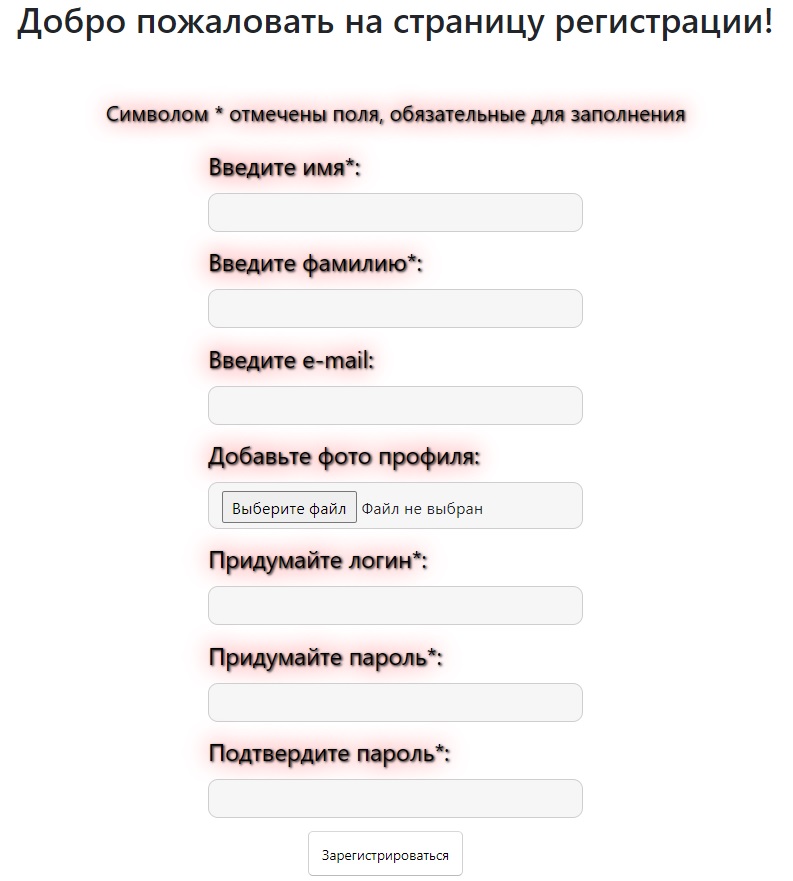 Добро пожаловать на страницу регистрации!
Символом * отмечены поля, обязательные для заполнения
Введите имя*:
Введите фамилию*:
Введите e-mail:
Добавьте фото профиля:
Выберите файл Файл не выбран
Придумайте логин*:
Придумайте пароль*:
Подтвердите пароль*:
Зарегистрироваться